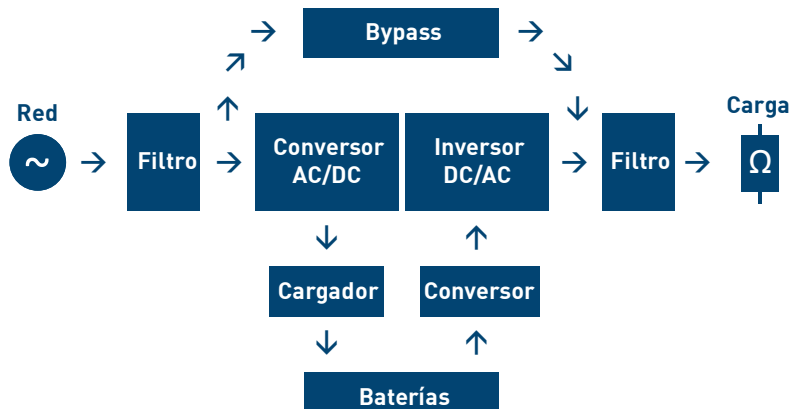 Bypass
Red
Carga
~
Filtro
Conversor
AC/DC
Inversor
DC/AC
Filtro
Ω
Cargador
Conversor
Baterías